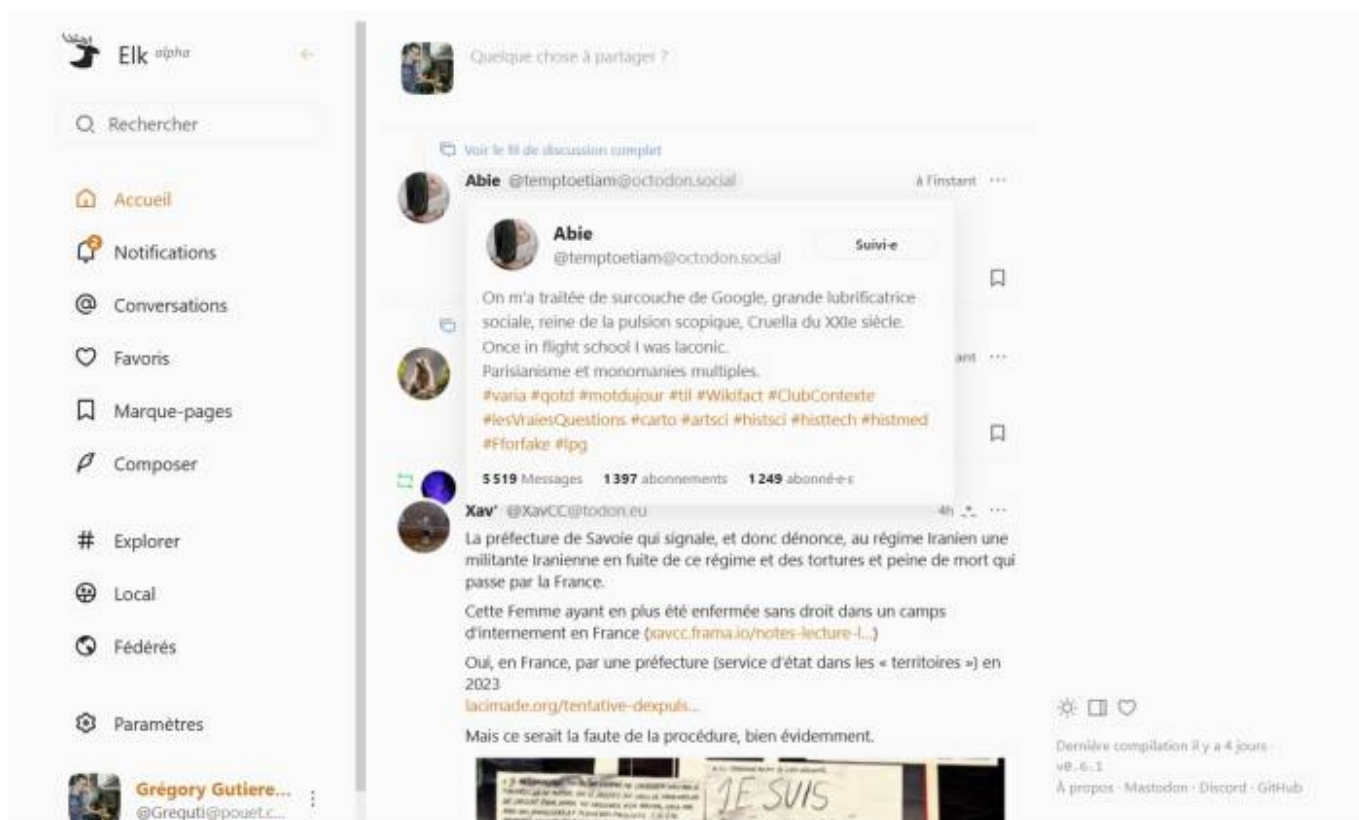 Elk alpha
Rechercher
Accueil
2
Notifications
Conversations
Favoris
Marque-pages
Composer
Explorer
Local
Fédérés
Paramètres
Grégory Gutiere...
@Greguti@pouet.c...
Quelque chose à partager ?
Voir le fil de discussion complet
Abie @temptoetiam@octodon.social à l'instant
Abie
@temptoetiam@octodon.social
Suivi·e
On m'a traitée de surcouche de Google, grande lubrificatrice
sociale, reine de la pulsion scopique, Cruella du XXIe siècle.
Once in flight school I was laconic.
Parisianisme et monomanies multiples.
#varia #qotd #motdujour #til #Wikifact #ClubContexte
#lesVraiesQuestions #carto #artsci #histsci #histtech #histmed
#Fforfake #lpg
5 519 Messages 1 397 abonnements 1 249 abonné·e·s
ant
Xav' @XavCC@todon.eu 4h
La préfecture de Savoie qui signale, et donc dénonce, au régime Iranien une
militante Iranienne en fuite de ce régime et des tortures et peine de mort qui
passe par la France.
Cette Femme ayant en plus été enfermée sans droit dans un camps
d'internement en France (xavcc.frama.io/notes-lecture-l...)
Oui, en France, par une préfecture (service d'état dans les « territoires ») en
2023
lacimade.org/tentative-dexpuls...
Mais ce serait la faute de la procédure, bien évidemment.
JE SUIS
Dernière compilation il y a 4 jours ·
v0.6.1
À propos · Mastodon · Discord · GitHub